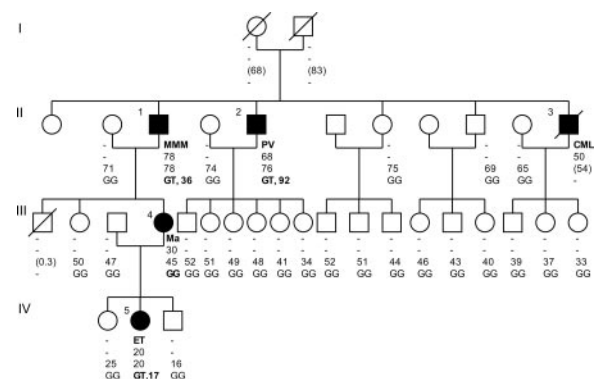 I
- -
(68) (83)
- -
II
1 2 3
- MMM - PV - - - CML
- 78 - 68 - - - 50
71 78 74 76 75 69 65 (54)
GG GT, 36 GG GT, 92 GG GG GG -
III
4
- - - Ma - - - - - - - - - - - - - - -
- - - 30 - - - - - - - - - - - - - - -
(0.3) 50 47 45 52 51 49 48 41 34 52 51 44 46 43 40 39 37 33
- GG GG GG GG GG GG GG GG GG GG GG GG GG GG GG GG GG GG
IV
5
- ET -
- 20 -
25 20 16
GG GT,17 GG